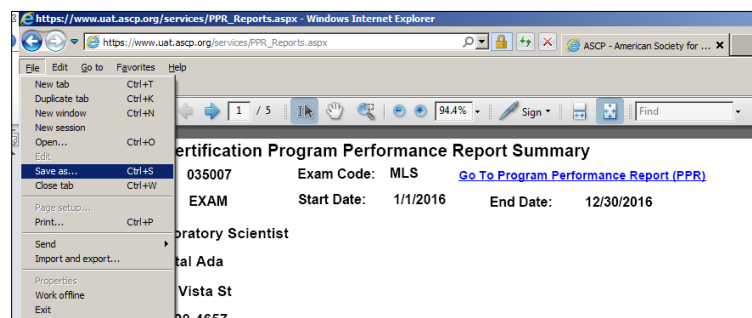 https://www.uat.ascp.org/services/PPR_Reports.aspx - Windows Internet Explorer
https://www.uat.ascp.org/services/PPR_Reports.aspx ASCP - American Society for ...
File Edit Go to Favorites Help
New tab Ctrl+T
Duplicate tab Ctrl+K
New window Ctrl+N
New session
Open... Ctrl+O
Edit
Save as... Ctrl+S
Close tab Ctrl+W
Page setup...
Print... Ctrl+P
Send
Import and export...
Properties
Work offline
Exit
1 / 5 94.4% Sign Find
ertification Program Performance Report Summary
035007 Exam Code: MLS Go To Program Performance Report (PPR)
EXAM Start Date: 1/1/2016 End Date: 12/30/2016
oratory Scientist
tal Ada
Vista St